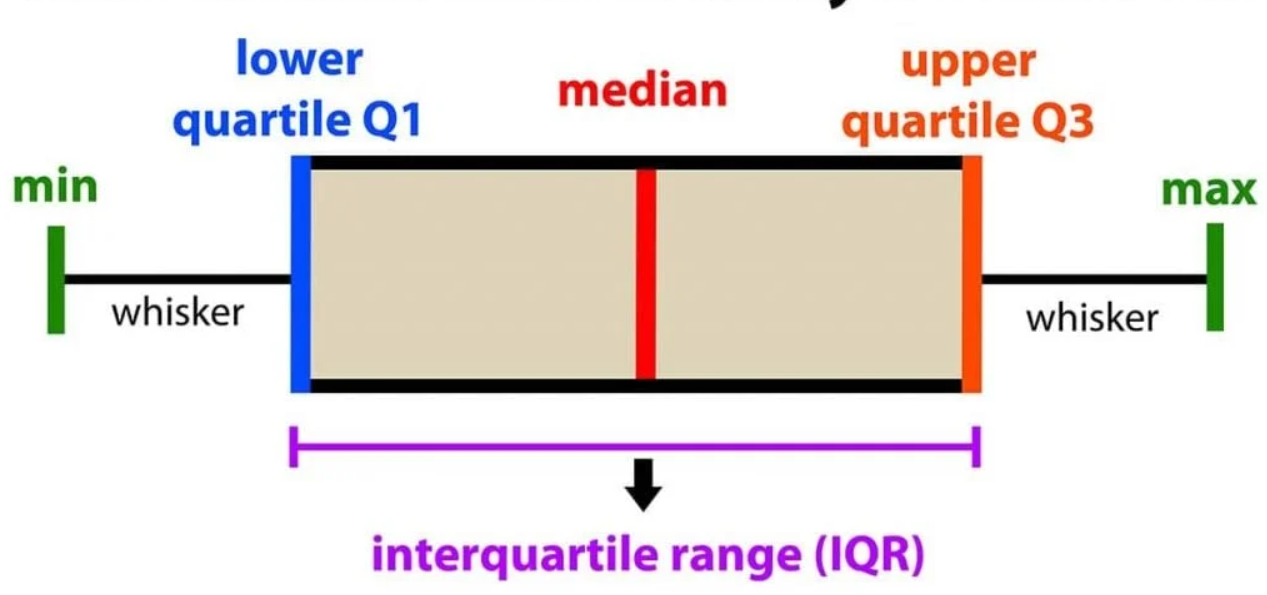 lower
quartile Q1
median
upper
quartile Q3
min
max
whisker
whisker
interquartile range (IQR)